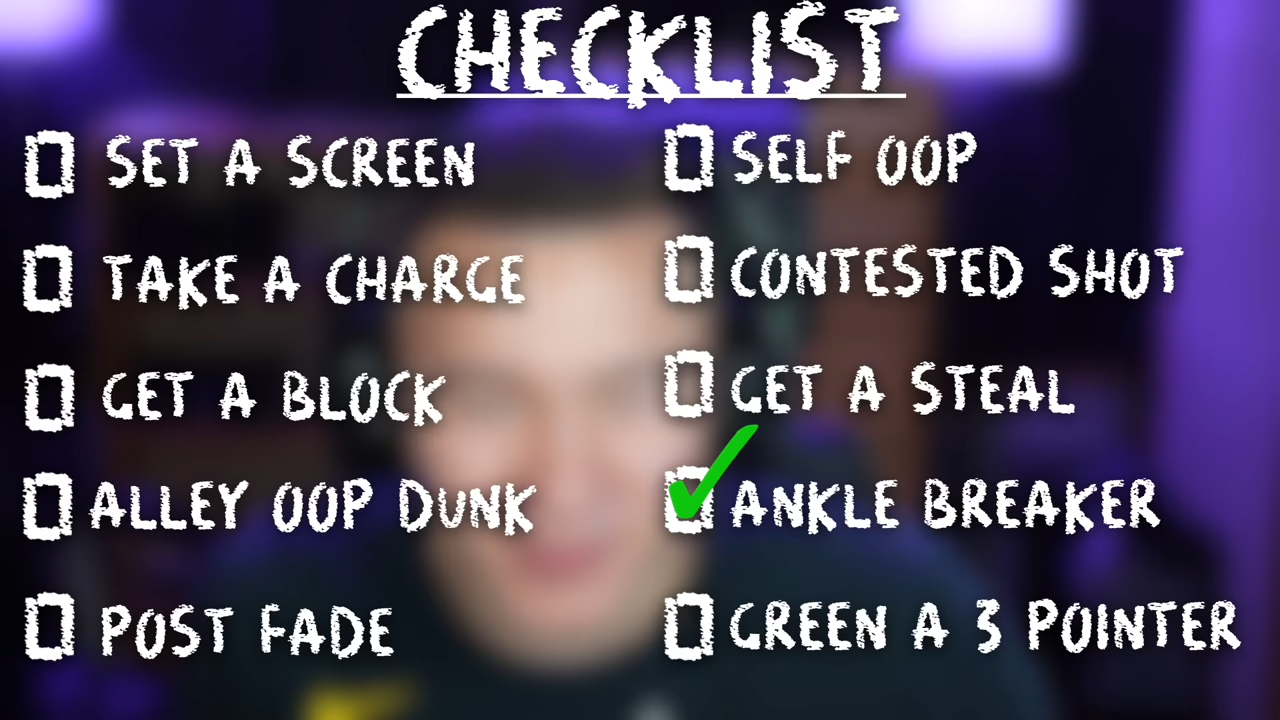 CHECKLIST
SET A SCREEN
TAKE A CHARGE
GET A BLOCK
ALLEY OOP DUNK
POST FADE
SELF OOP
CONTESTED SHOT
GET A STEAL
ANKLE BREAKER
GREEN A 3 POINTER